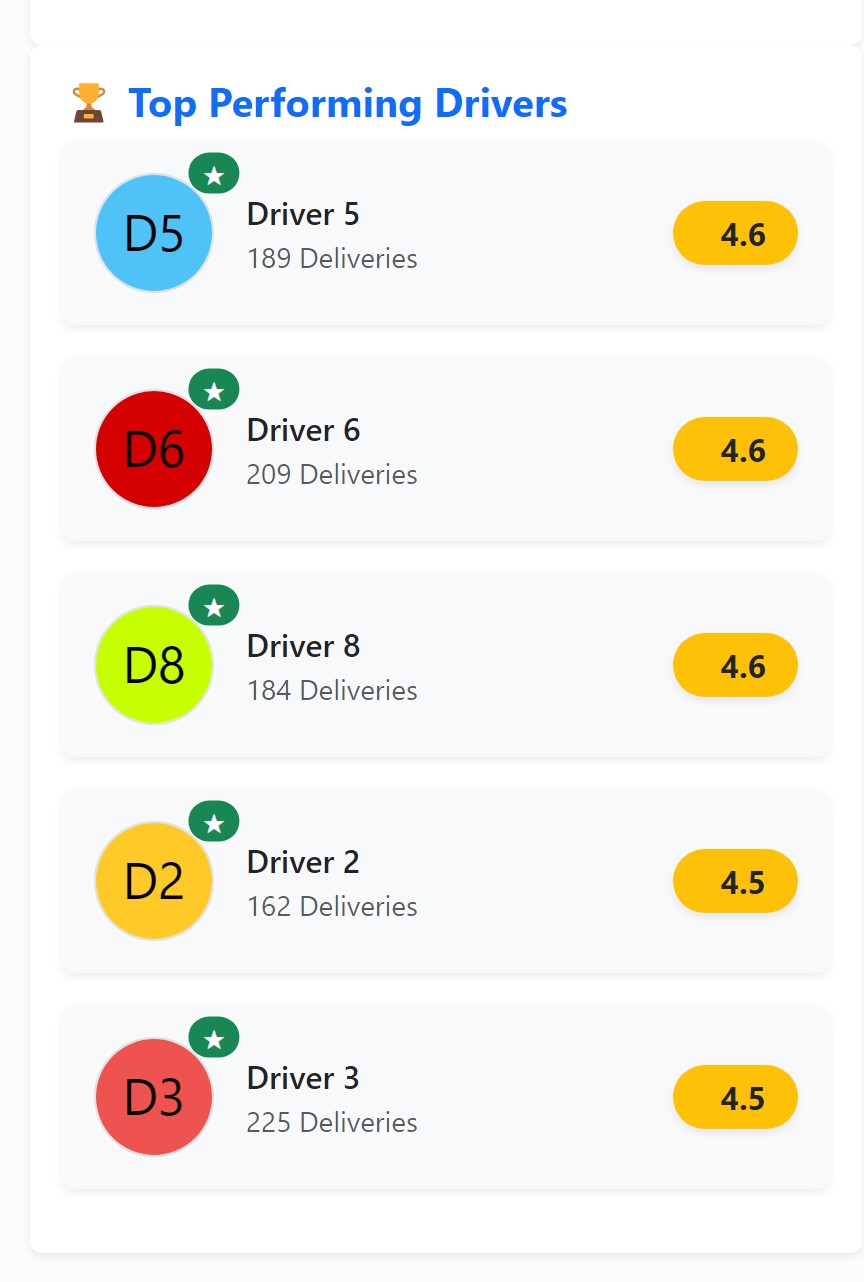 Top Performing Drivers
D5
Driver 5
189 Deliveries
4.6
D6
Driver 6
209 Deliveries
4.6
D8
Driver 8
184 Deliveries
4.6
D2
Driver 2
162 Deliveries
4.5
D3
Driver 3
225 Deliveries
4.5